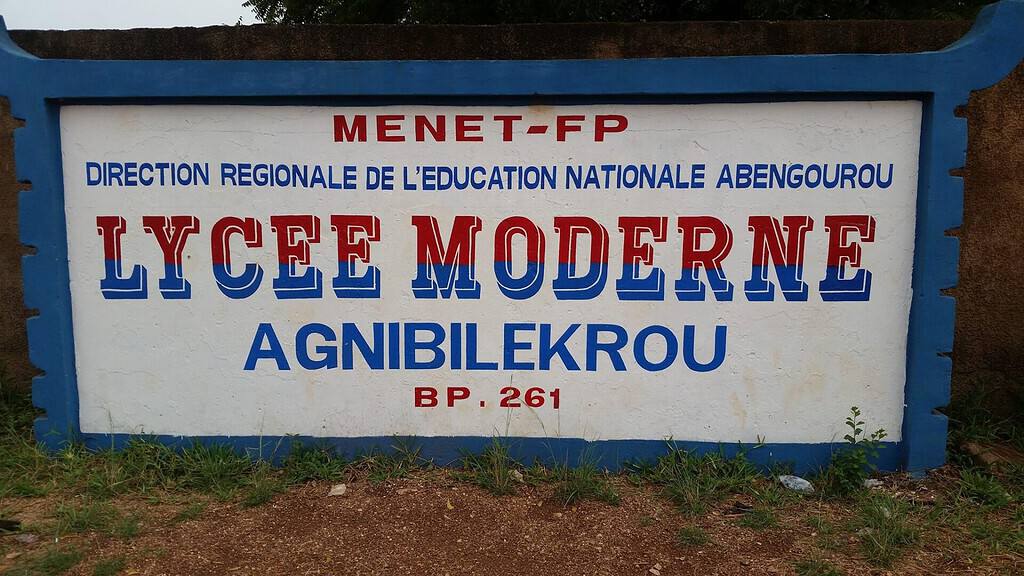 MENET-FP
DIRECTION REGIONALE DE L'EDUCATION NATIONALE ABENGOUROU
LYCEE MODERNE
AGNIBILEKROU
BP. 261